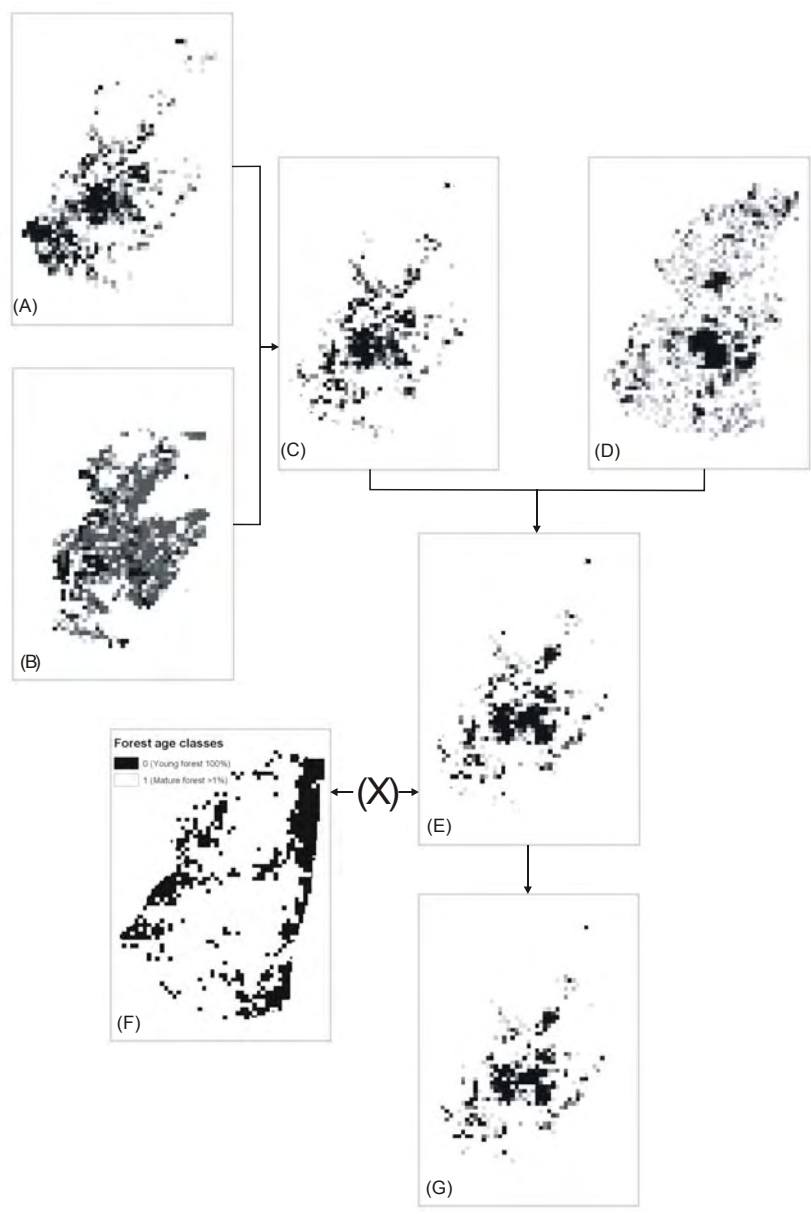 (A)
(B)
(C)
(D)
(E)
Forest age classes
0 (Young forest 100%)
1 (Mature forest >1%)
(X)
(F)
(G)